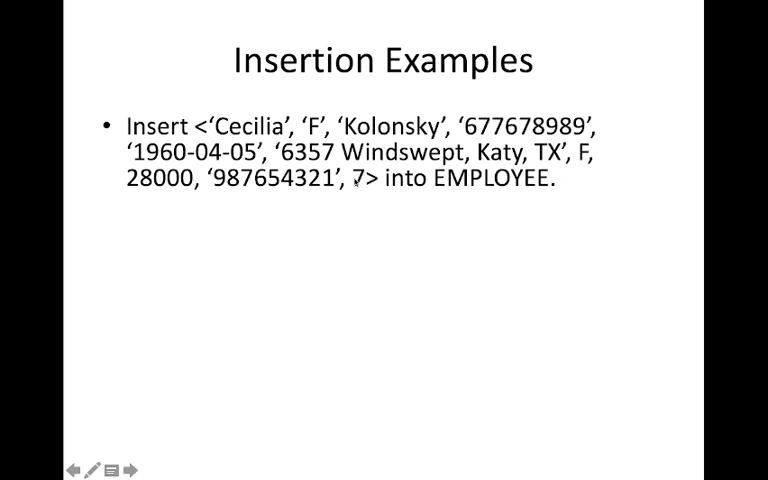 Insertion Examples
• Insert <‘Cecilia’, ‘F’, ‘Kolonsky’, ‘677678989’,
‘1960-04-05’, ‘6357 Windswept, Katy, TX’, F,
28000, ‘987654321’, 7> into EMPLOYEE.